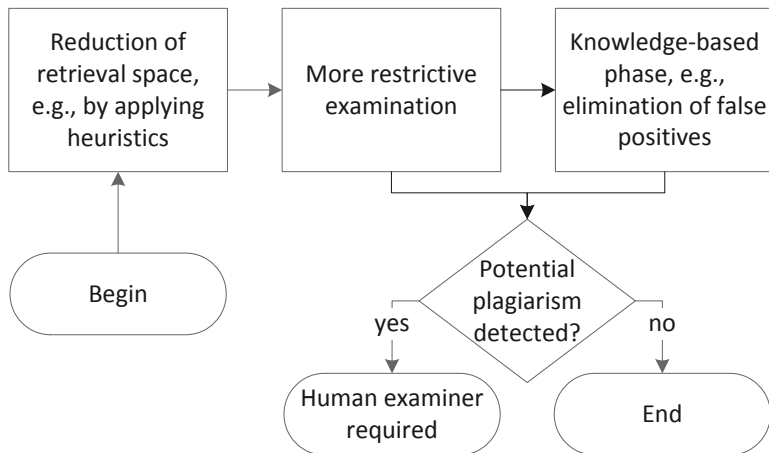 Reduction of
retrieval space,
e.g., by applying
heuristics
More restrictive
examination
Knowledge-based
phase, e.g.,
elimination of false
positives
Begin
Potential
plagiarism
detected?
yes
no
Human examiner
required
End